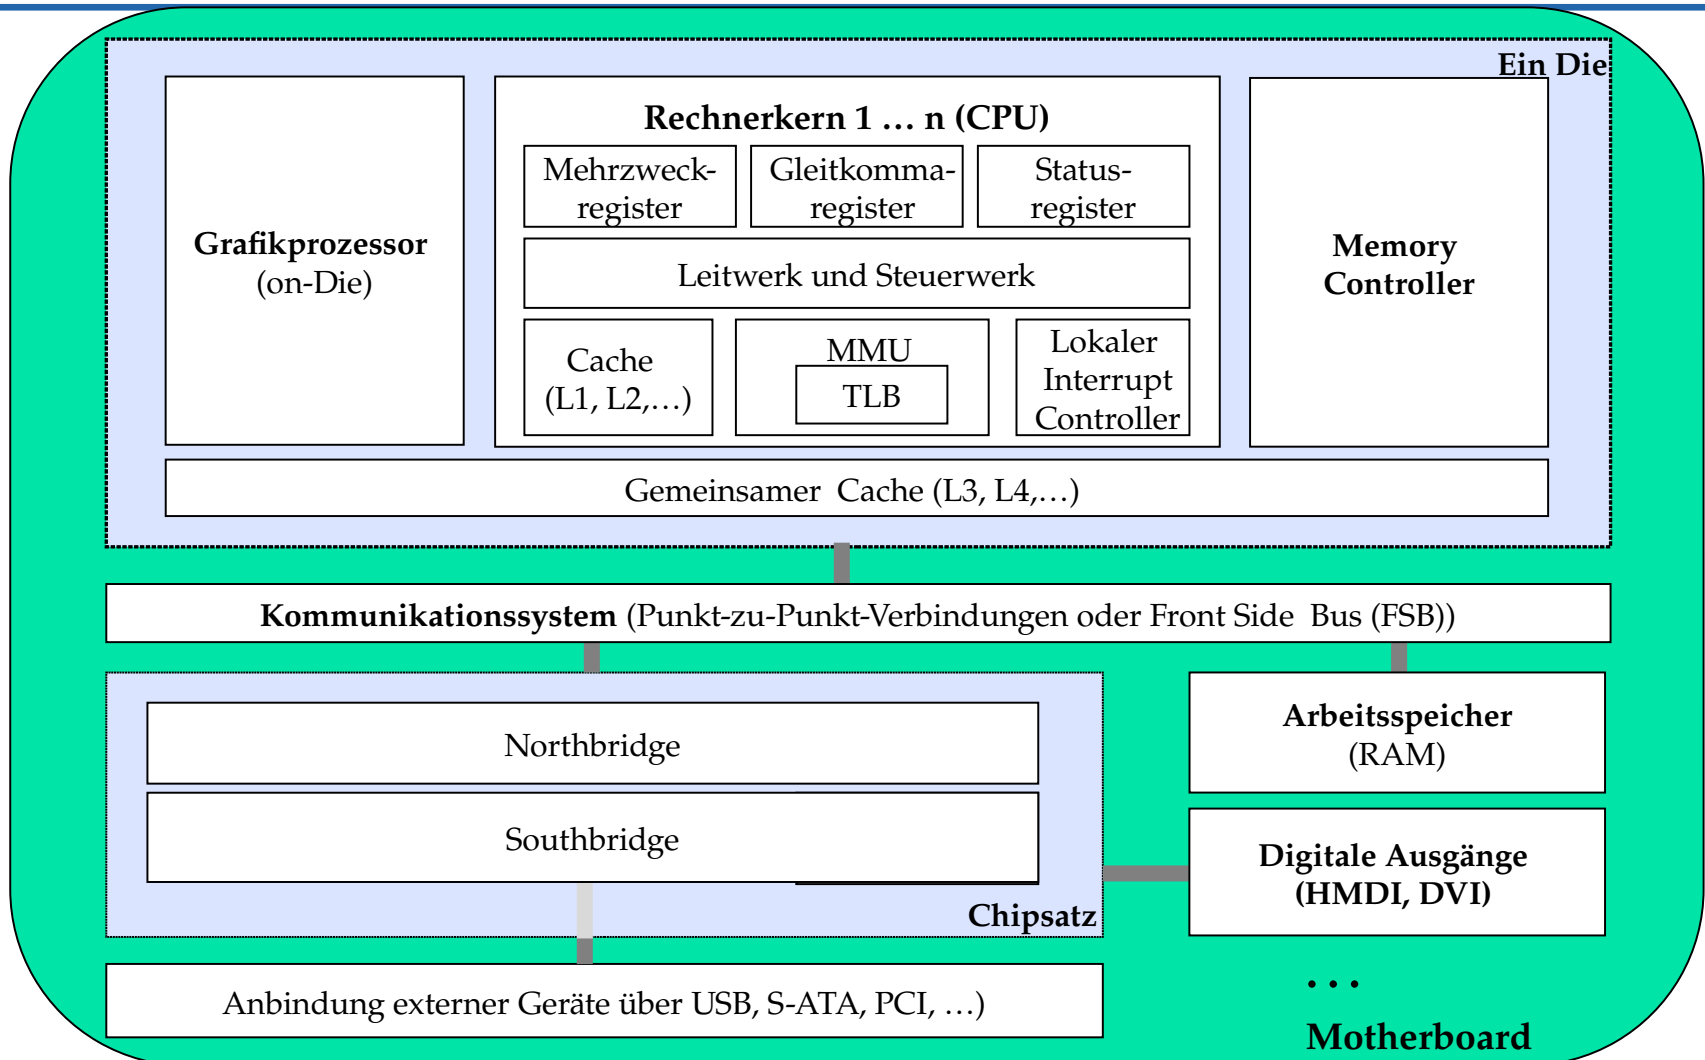 Ein Die
Rechnerkern 1 … n (CPU)
Mehrzweck-
register
Gleitkomma-
register
Status-
register
Grafikprozessor
(on-Die)
Leitwerk und Steuerwerk
Memory
Controller
Cache
(L1, L2,…)
MMU
TLB
Lokaler
Interrupt
Controller
Gemeinsamer Cache (L3, L4,…)
Kommunikationssystem (Punkt-zu-Punkt-Verbindungen oder Front Side Bus (FSB))
Northbridge
Southbridge
Chipsatz
Arbeitsspeicher
(RAM)
Digitale Ausgänge
(HMDI, DVI)
Anbindung externer Geräte über USB, S-ATA, PCI, …)
…
Motherboard